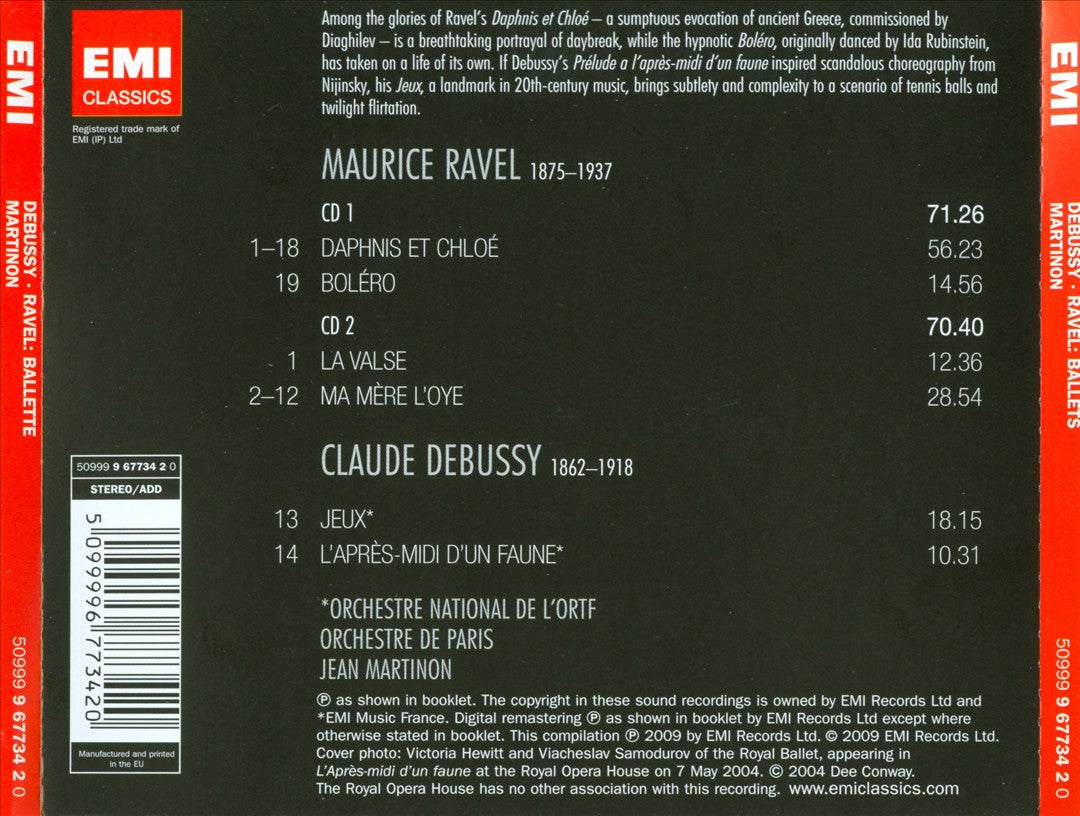 EMI
DEBUSSY · RAVEL: BALLETTE
MARTINON
50999 9 67734 2 0
EMI
CLASSICS
Registered trade mark of
EMI (IP) Ltd
Among the glories of Ravel's Daphnis et Chloé – a sumptuous evocation of ancient Greece, commissioned by
Diaghilev – is a breathtaking portrayal of daybreak, while the hypnotic Boléro, originally danced by Ida Rubinstein,
has taken on a life of its own. If Debussy's Prélude a l'après-midi d'un faune inspired scandalous choreography from
Nijinsky, his Jeux, a landmark in 20th-century music, brings subtlety and complexity to a scenario of tennis balls and
twilight flirtation.
MAURICE RAVEL 1875–1937
CD 1 71.26
1–18 DAPHNIS ET CHLOÉ 56.23
19 BOLÉRO 14.56
CD 2 70.40
1 LA VALSE 12.36
2–12 MA MÈRE L'OYE 28.54
CLAUDE DEBUSSY 1862–1918
13 JEUX* 18.15
14 L'APRÈS-MIDI D'UN FAUNE* 10.31
*ORCHESTRE NATIONAL DE L'ORTF
ORCHESTRE DE PARIS
JEAN MARTINON
50999 9 67734 2 0
STEREO/ADD
5 099996 773420
Manufactured and printed
in the EU
℗ as shown in booklet. The copyright in these sound recordings is owned by EMI Records Ltd and
*EMI Music France. Digital remastering ℗ as shown in booklet by EMI Records Ltd except where
otherwise stated in booklet. This compilation ℗ 2009 by EMI Records Ltd. © 2009 EMI Records Ltd.
Cover photo: Victoria Hewitt and Viacheslav Samodurov of the Royal Ballet, appearing in
L'Après-midi d'un faune at the Royal Opera House on 7 May 2004. © 2004 Dee Conway.
The Royal Opera House has no other association with this recording. www.emiclassics.com
EMI
DEBUSSY · RAVEL: BALLETS
MARTINON
50999 9 67734 2 0